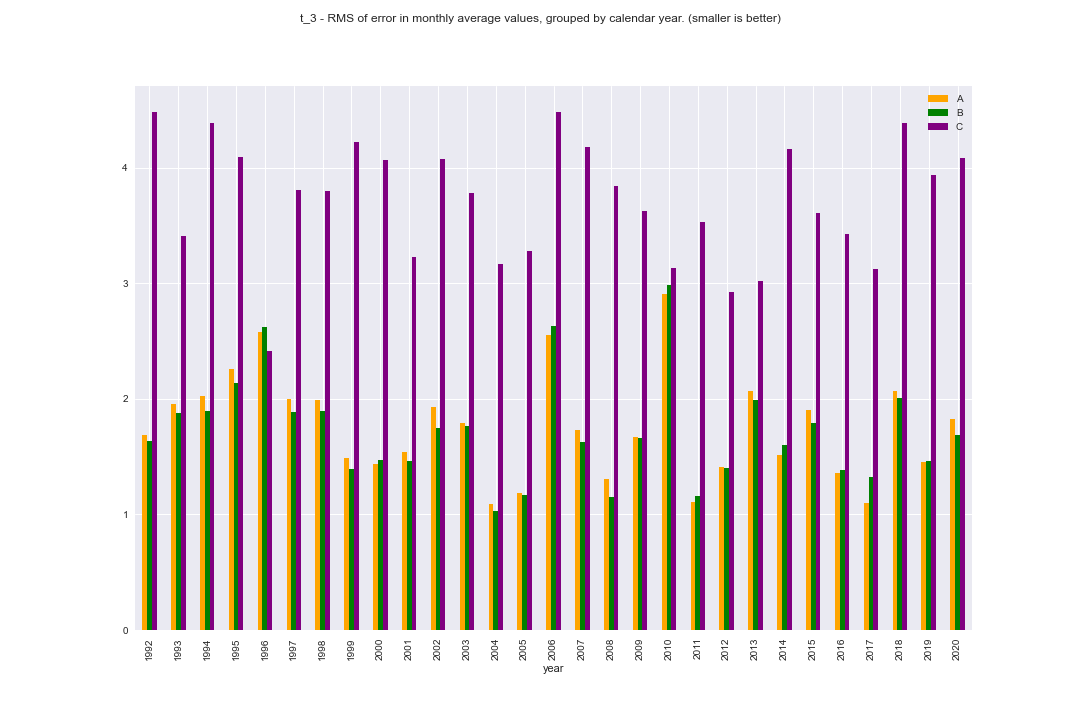 t_3 - RMS of error in monthly average values, grouped by calendar year. (smaller is better)
A
B
C
4
3
2
1
0
1992 1993 1994 1995 1996 1997 1998 1999 2000 2001 2002 2003 2004 2005 2006 2007 2008 2009 2010 2011 2012 2013 2014 2015 2016 2017 2018 2019 2020
year